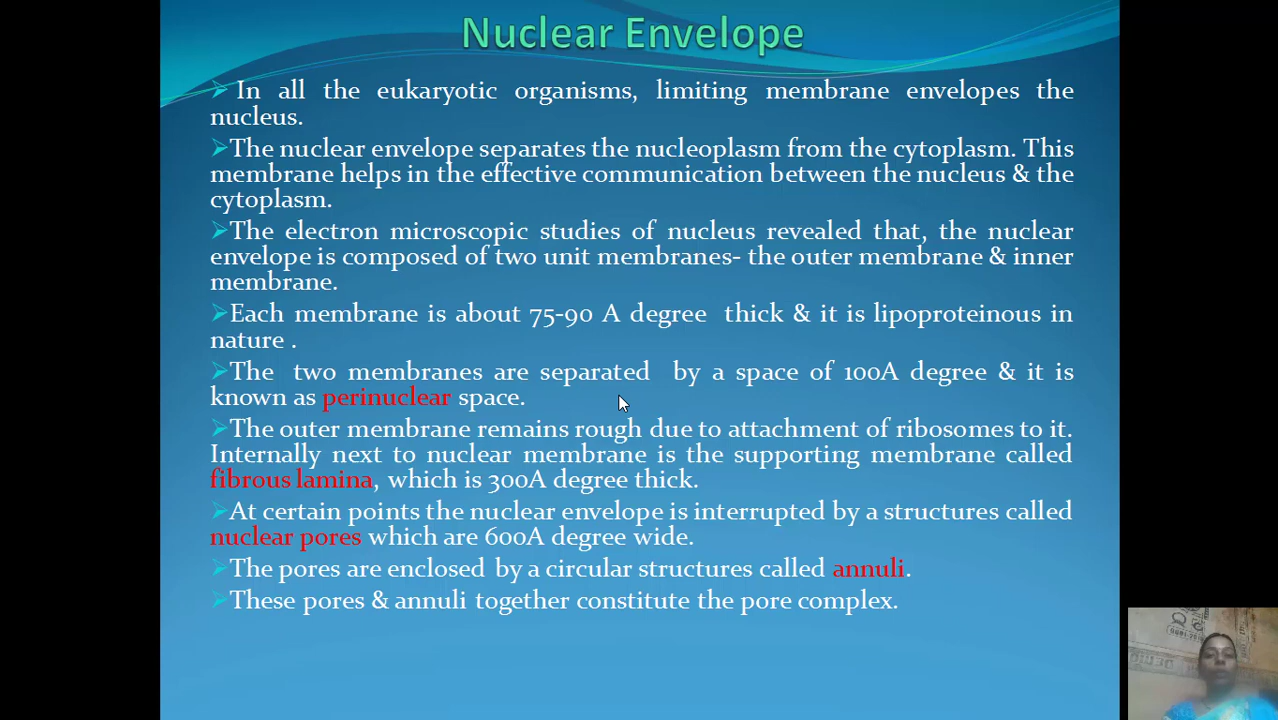 Nuclear Envelope
➢ In all the eukaryotic organisms, limiting membrane envelopes the
nucleus.
➢The nuclear envelope separates the nucleoplasm from the cytoplasm. This
membrane helps in the effective communication between the nucleus & the
cytoplasm.
➢The electron microscopic studies of nucleus revealed that, the nuclear
envelope is composed of two unit membranes- the outer membrane & inner
membrane.
➢Each membrane is about 75-90 A degree thick & it is lipoproteinous in
nature .
➢The two membranes are separated by a space of 100A degree & it is
known as perinuclear space.
➢The outer membrane remains rough due to attachment of ribosomes to it.
Internally next to nuclear membrane is the supporting membrane called
fibrous lamina, which is 300A degree thick.
➢At certain points the nuclear envelope is interrupted by a structures called
nuclear pores which are 600A degree wide.
➢The pores are enclosed by a circular structures called annuli.
➢These pores & annuli together constitute the pore complex.